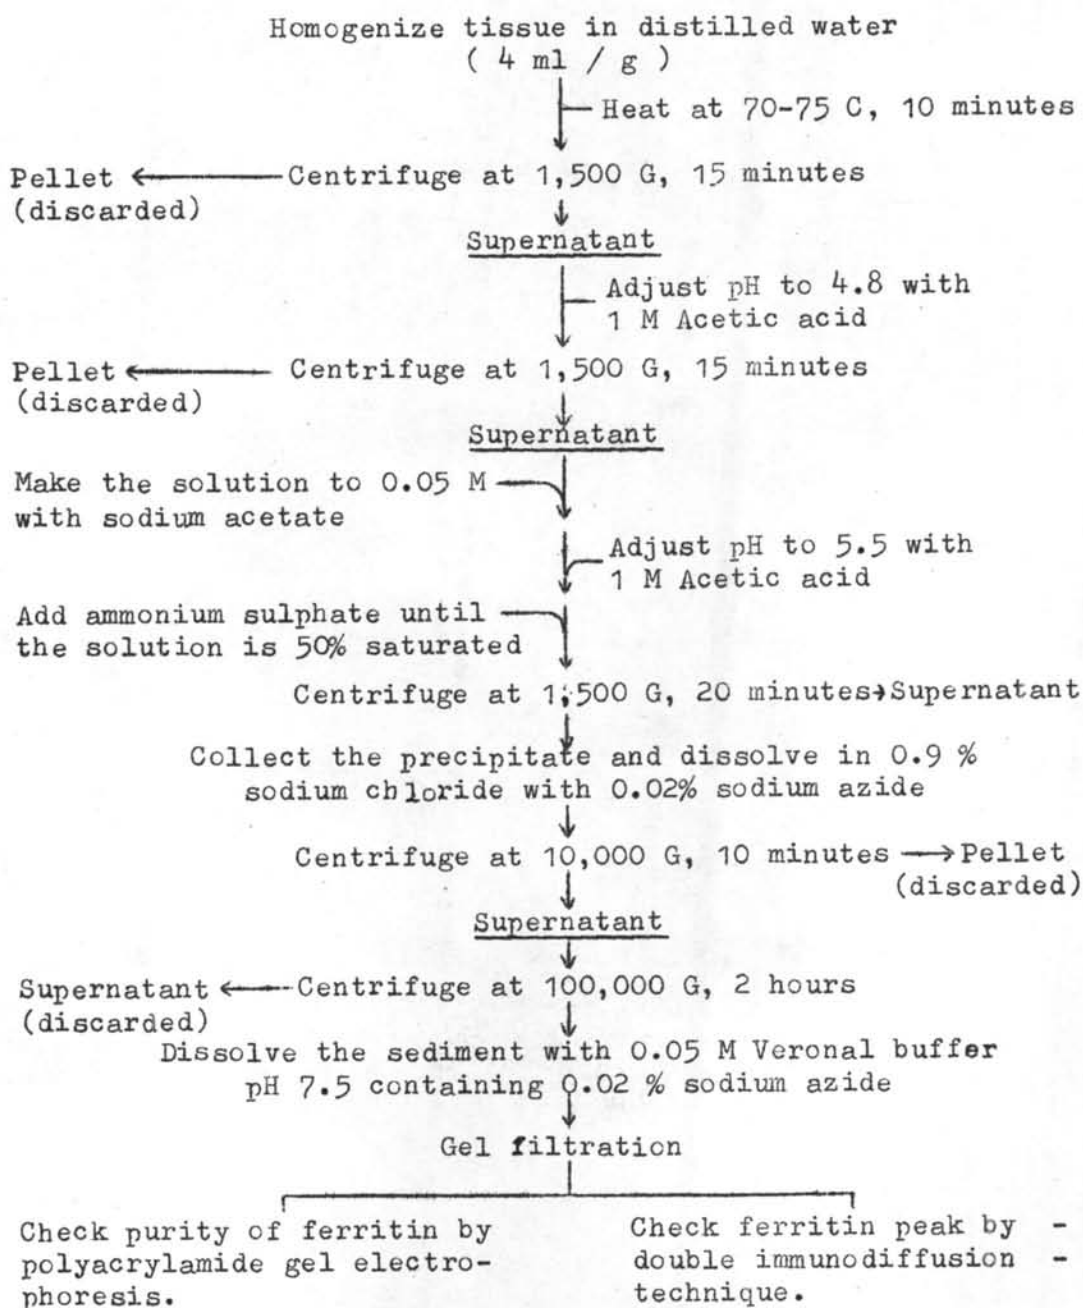 Homogenize tissue in distilled water
( 4 ml / g )
Heat at 70-75 C, 10 minutes
Pellet
(discarded)
Centrifuge at 1,500 G, 15 minutes
Supernatant
Adjust pH to 4.8 with
1 M Acetic acid
Pellet
(discarded)
Centrifuge at 1,500 G, 15 minutes
Supernatant
Make the solution to 0.05 M
with sodium acetate
Adjust pH to 5.5 with
1 M Acetic acid
Add ammonium sulphate until
the solution is 50% saturated
Centrifuge at 1,500 G, 20 minutes
Supernatant
Collect the precipitate and dissolve in 0.9 %
sodium chloride with 0.02% sodium azide
Centrifuge at 10,000 G, 10 minutes
Pellet
(discarded)
Supernatant
Supernatant
(discarded)
Centrifuge at 100,000 G, 2 hours
Dissolve the sediment with 0.05 M Veronal buffer
pH 7.5 containing 0.02 % sodium azide
Gel filtration
Check purity of ferritin by
polyacrylamide gel electro-
phoresis.
Check ferritin peak by -
double immunodiffusion -
technique.